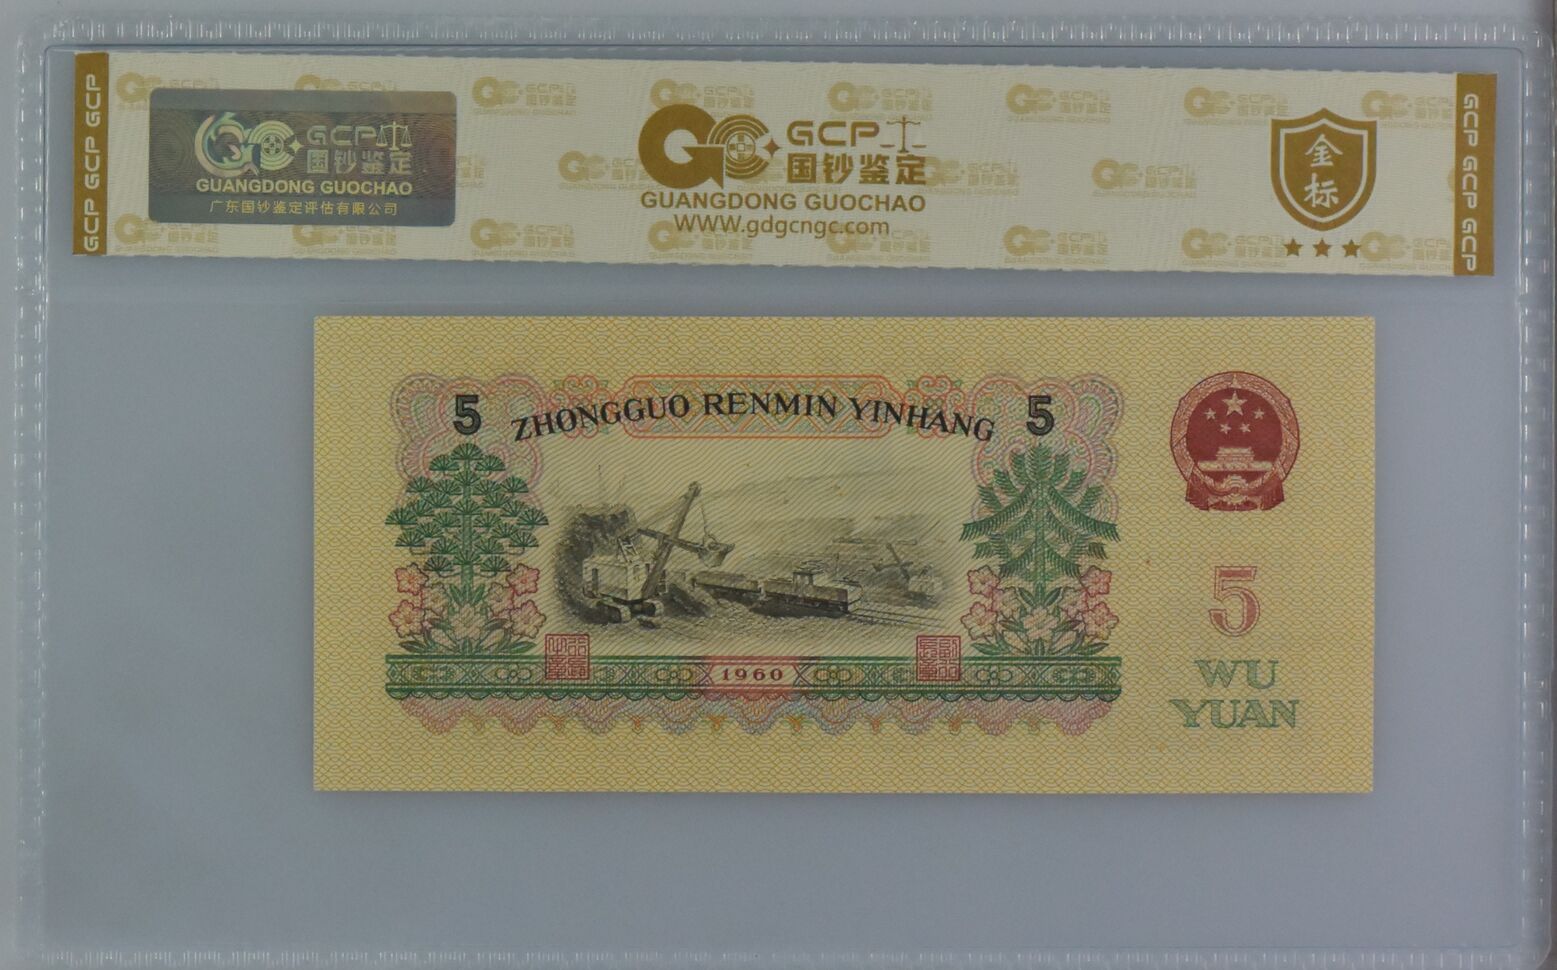 GCP GCP GCP
GCP
国钞鉴定
GUANGDONG GUOCHAO
广东国钞鉴定评估有限公司
GCP
国钞鉴定
GUANGDONG GUOCHAO
WWW.gdgcngc.com
金
标
GCP GCP GCP
5
ZHONGGUO RENMIN YINHANG
5
1960
5
WU
YUAN